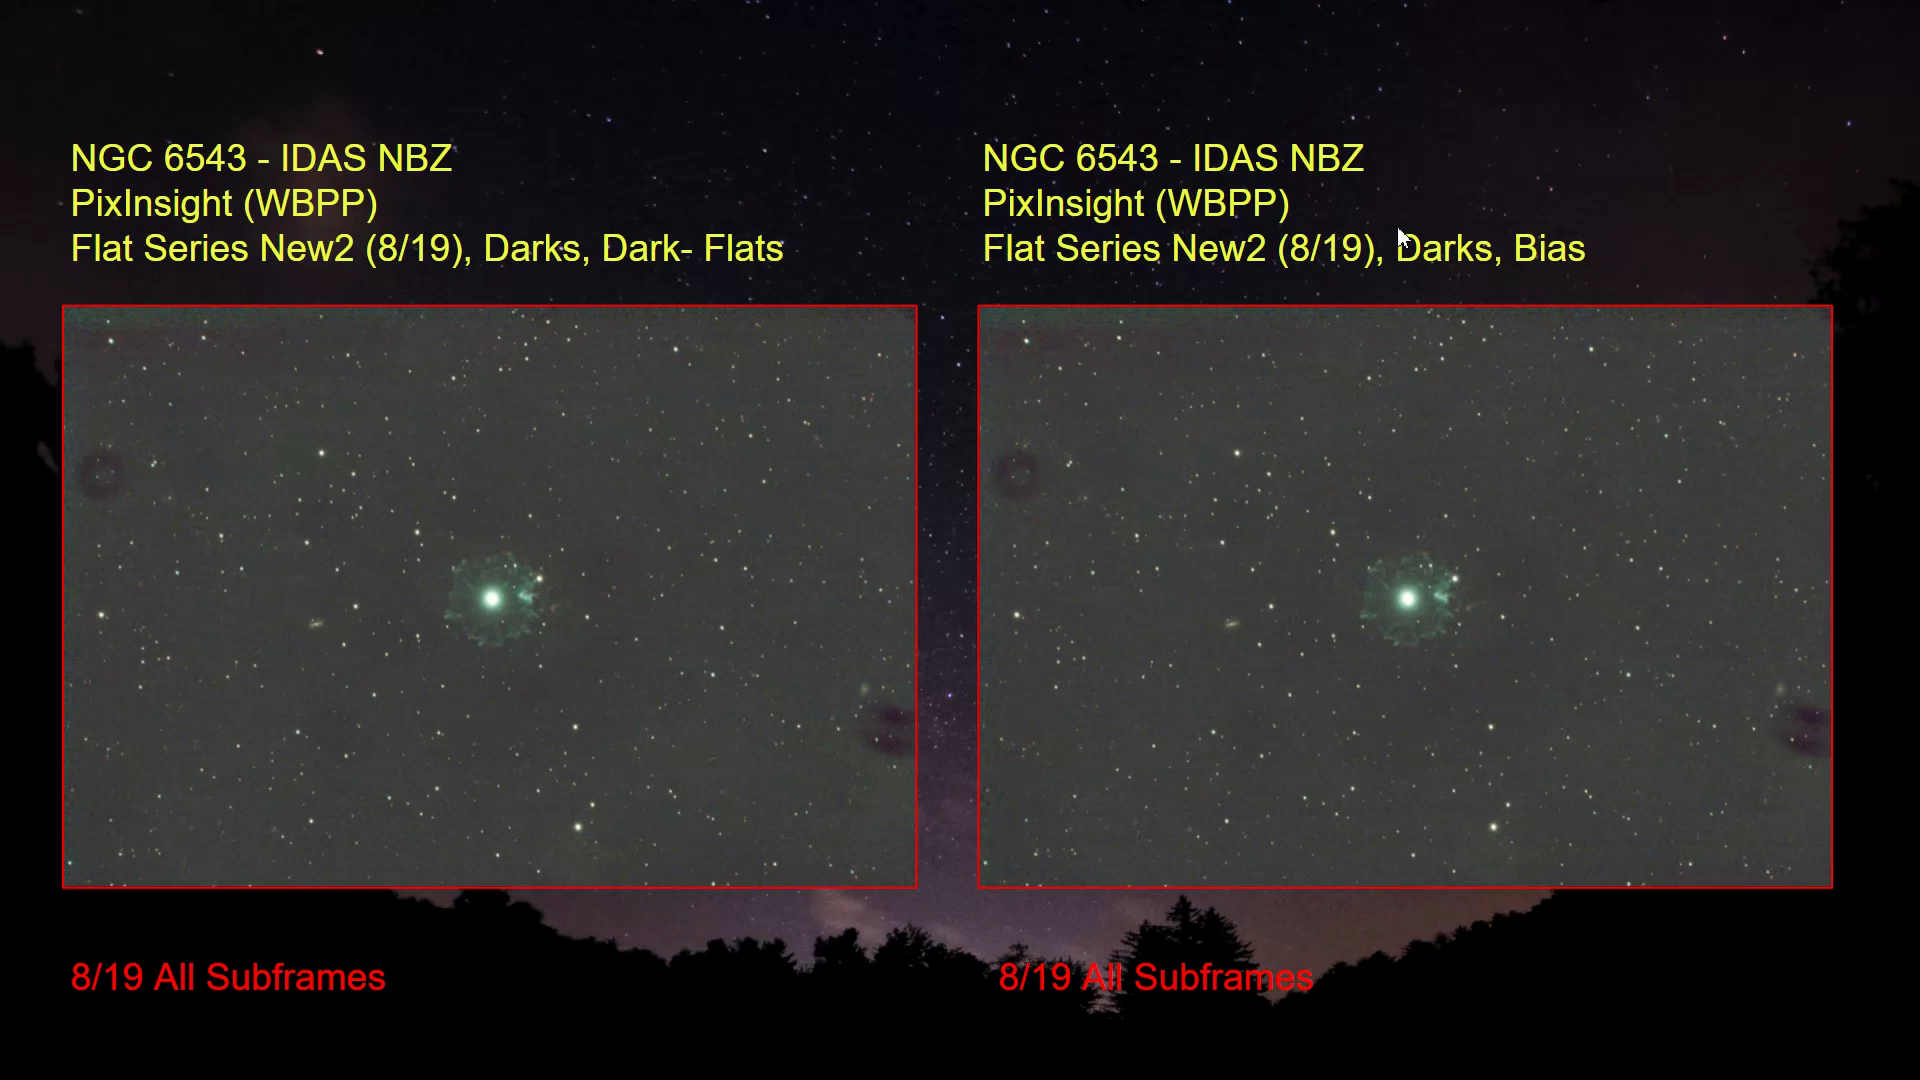 NGC 6543 - IDAS NBZ
PixInsight (WBPP)
Flat Series New2 (8/19), Darks, Dark- Flats
NGC 6543 - IDAS NBZ
PixInsight (WBPP)
Flat Series New2 (8/19), Darks, Bias
8/19 All Subframes
8/19 All Subframes